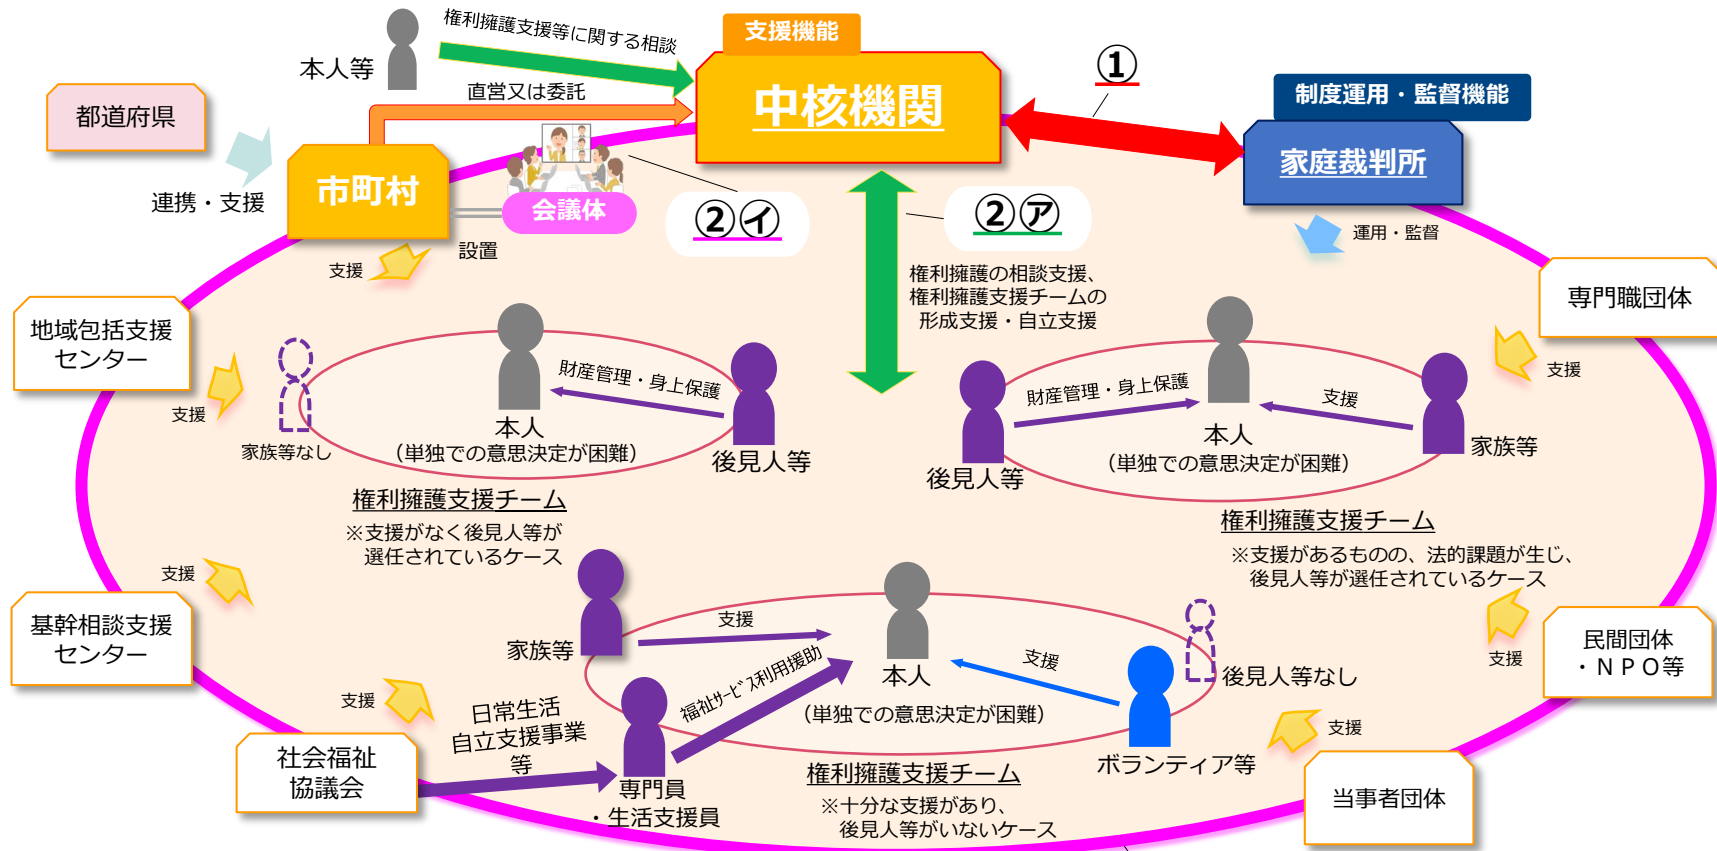 権利擁護支援等に関する相談
本人等
支援機能
中核機関
①
制度運用・監督機能
家庭裁判所
都道府県
直営又は委託
連携・支援
市町村
会議体
設置
②イ
②ア
運用・監督
支援
権利擁護の相談支援、
権利擁護支援チームの
形成支援・自立支援
専門職団体
支援
地域包括支援
センター
支援
家族等なし
財産管理・身上保護
本人
(単独での意思決定が困難)
後見人等
権利擁護支援チーム
※支援がなく後見人等が
選任されているケース
財産管理・身上保護
支援
本人
(単独での意思決定が困難)
後見人等
家族等
権利擁護支援チーム
※支援があるものの、法的課題が生じ、
後見人等が選任されているケース
支援
基幹相談支援
センター
家族等
支援
福祉サービス利用援助
本人
(単独での意思決定が困難)
支援
後見人等なし
ボランティア等
支援
民間団体
・NPO等
支援
日常生活
自立支援事業
等
社会福祉
協議会
専門員
・生活支援員
権利擁護支援チーム
※十分な支援があり、
後見人等がいないケース
支援
当事者団体